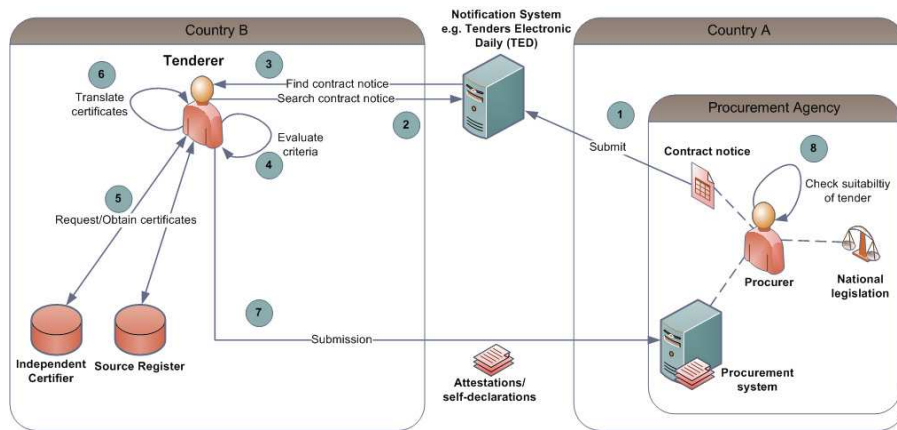 Country B
Notification System
e.g. Tenders Electronic
Daily (TED)
Country A
Tenderer
6
Translate
certificates
3
Find contract notice
Search contract notice
2
Evaluate
criteria
4
1
Submit
Procurement Agency
Contract notice
8
Check suitabiltiy
of tender
Procurer
National
legislation
5
Request/Obtain certificates
Independent
Certifier
Source Register
7
Submission
Attestations/
self-declarations
Procurement
system